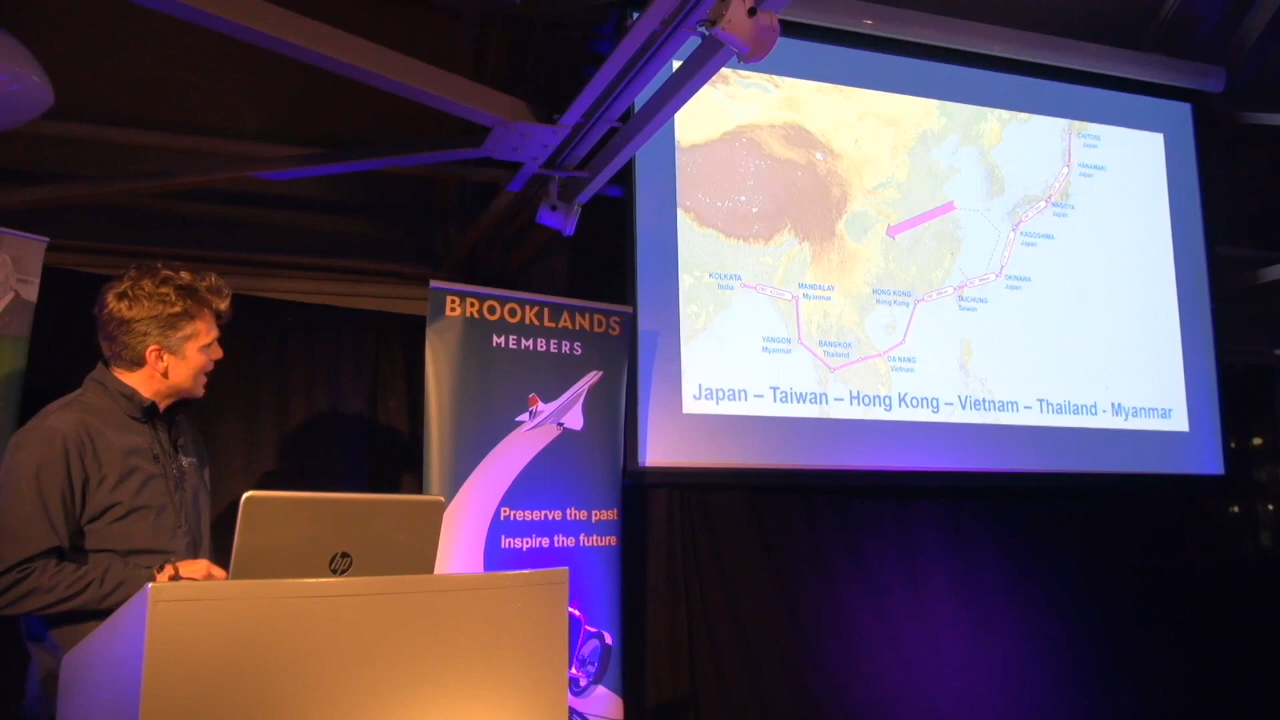 BROOKLANDS
MEMBERS
Preserve the past
Inspire the future
hp
CHITOSE
Japan
HANAMAKI
Japan
NAGOYA
Japan
KAGOSHIMA
Japan
OKINAWA
Japan
TAICHUNG
Taiwan
HONG KONG
Hong Kong
DA NANG
Vietnam
BANGKOK
Thailand
YANGON
Myanmar
MANDALAY
Myanmar
KOLKATA
India
Japan – Taiwan – Hong Kong – Vietnam – Thailand - Myanmar